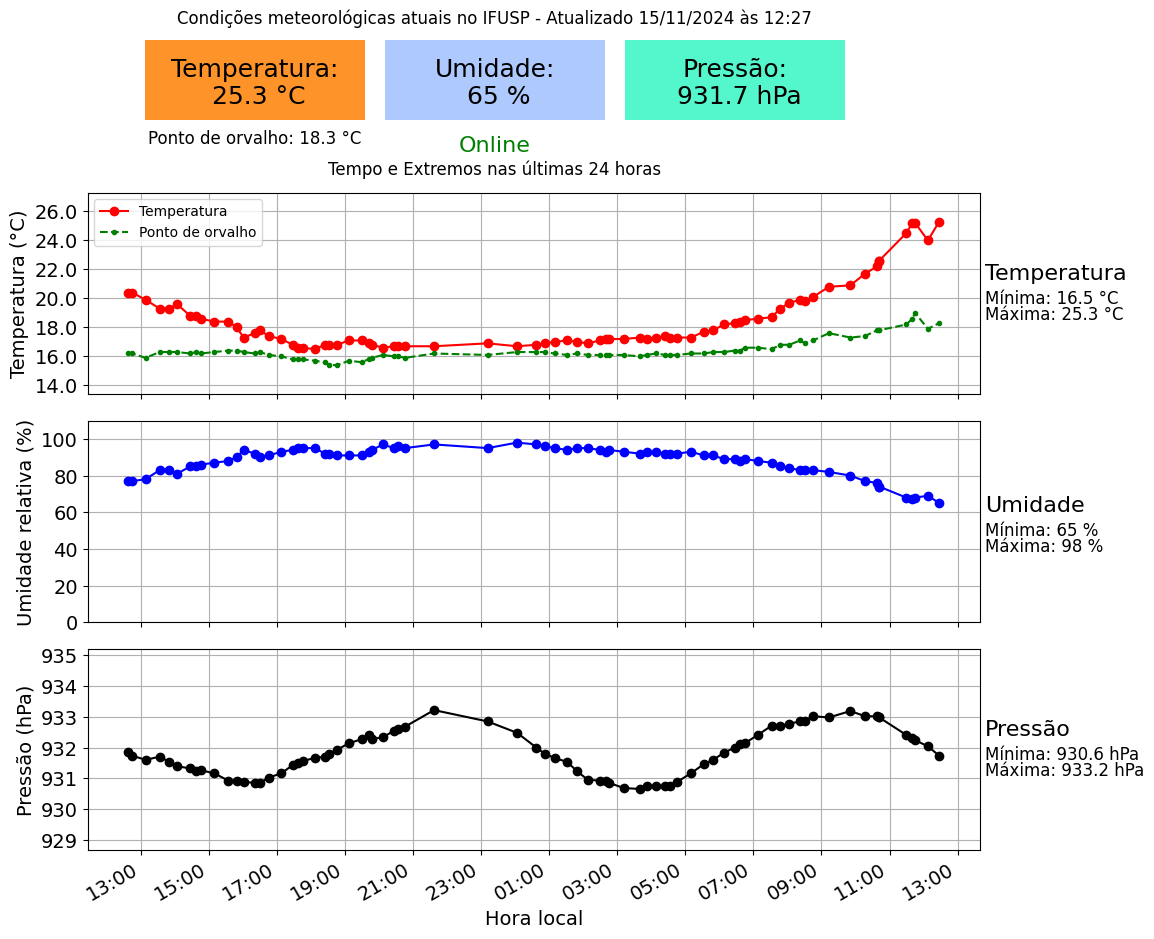 Condições meteorológicas atuais no IFUSP - Atualizado 15/11/2024 às 12:27
Temperatura:
25.3 °C
Umidade:
65 %
Pressão:
931.7 hPa
Ponto de orvalho: 18.3 °C
Online
Tempo e Extremos nas últimas 24 horas
Temperatura (°C)
26.0
24.0
22.0
20.0
18.0
16.0
14.0
Temperatura
Ponto de orvalho
Temperatura
Mínima: 16.5 °C
Máxima: 25.3 °C
Umidade relativa (%)
100
80
60
40
20
0
Umidade
Mínima: 65 %
Máxima: 98 %
Pressão (hPa)
935
934
933
932
931
930
929
Pressão
Mínima: 930.6 hPa
Máxima: 933.2 hPa
13:00
15:00
17:00
19:00
21:00
23:00
01:00
03:00
05:00
07:00
09:00
11:00
13:00
Hora local